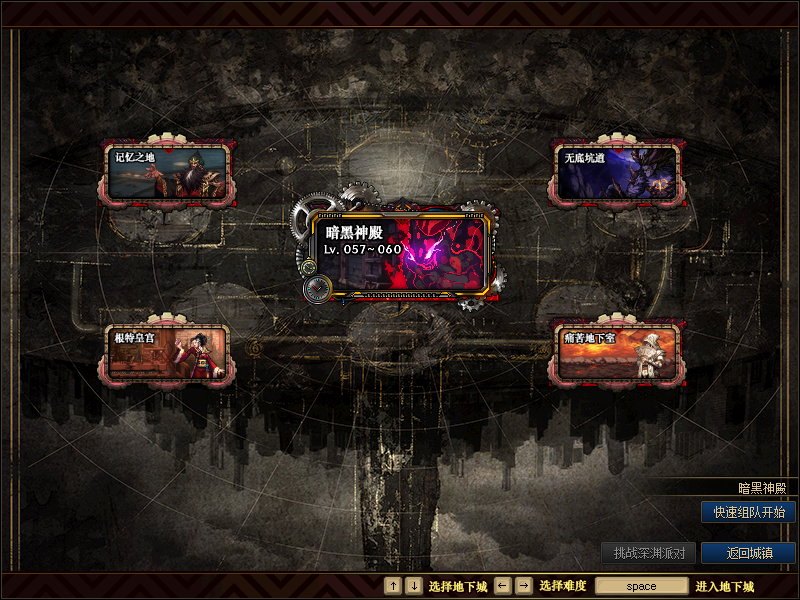 记忆之地
无底坑道
暗黑神殿
Lv. 057~060
根特皇宫
痛苦地下室
暗黑神殿
快速组队开始
挑战深渊派对
返回城镇
↑ ↓ 选择地下城 ← → 选择难度 space 进入地下城